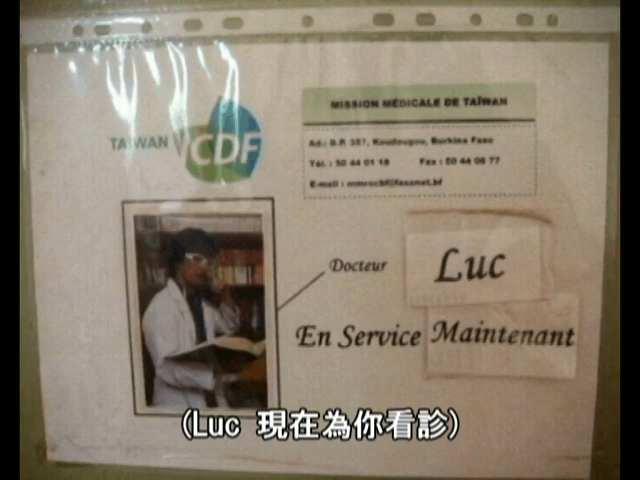 TAIWAN ICDF
MISSION MÉDICALE DE TAÏWAN
Ad.: B.P. 357, Koudougou, Burkina Faso
Tél. : 50 44 01 18 Fax : 50 44 06 77
E-mail :
Docteur Luc
En Service Maintenant
(Luc 現在為你看診)